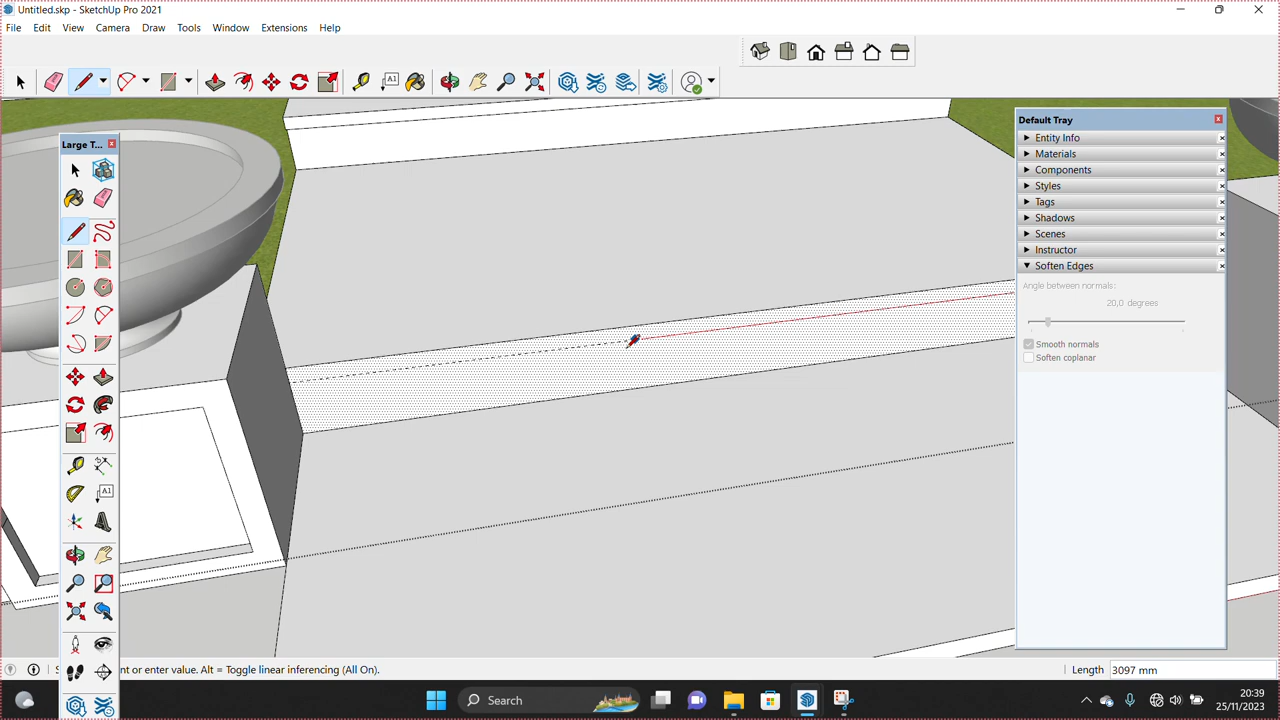 Untitled.skp - SketchUp Pro 2021
File Edit View Camera Draw Tools Window Extensions Help
A1
Large T...
A1
Default Tray
Entity Info
Materials
Components
Styles
Tags
Shadows
Scenes
Instructor
Soften Edges
Angle between normals:
20,0 degrees
Smooth normals
Soften coplanar
nt or enter value. Alt = Toggle linear inferencing (All On).
Length 3097 mm
Search
20:39
25/11/2023